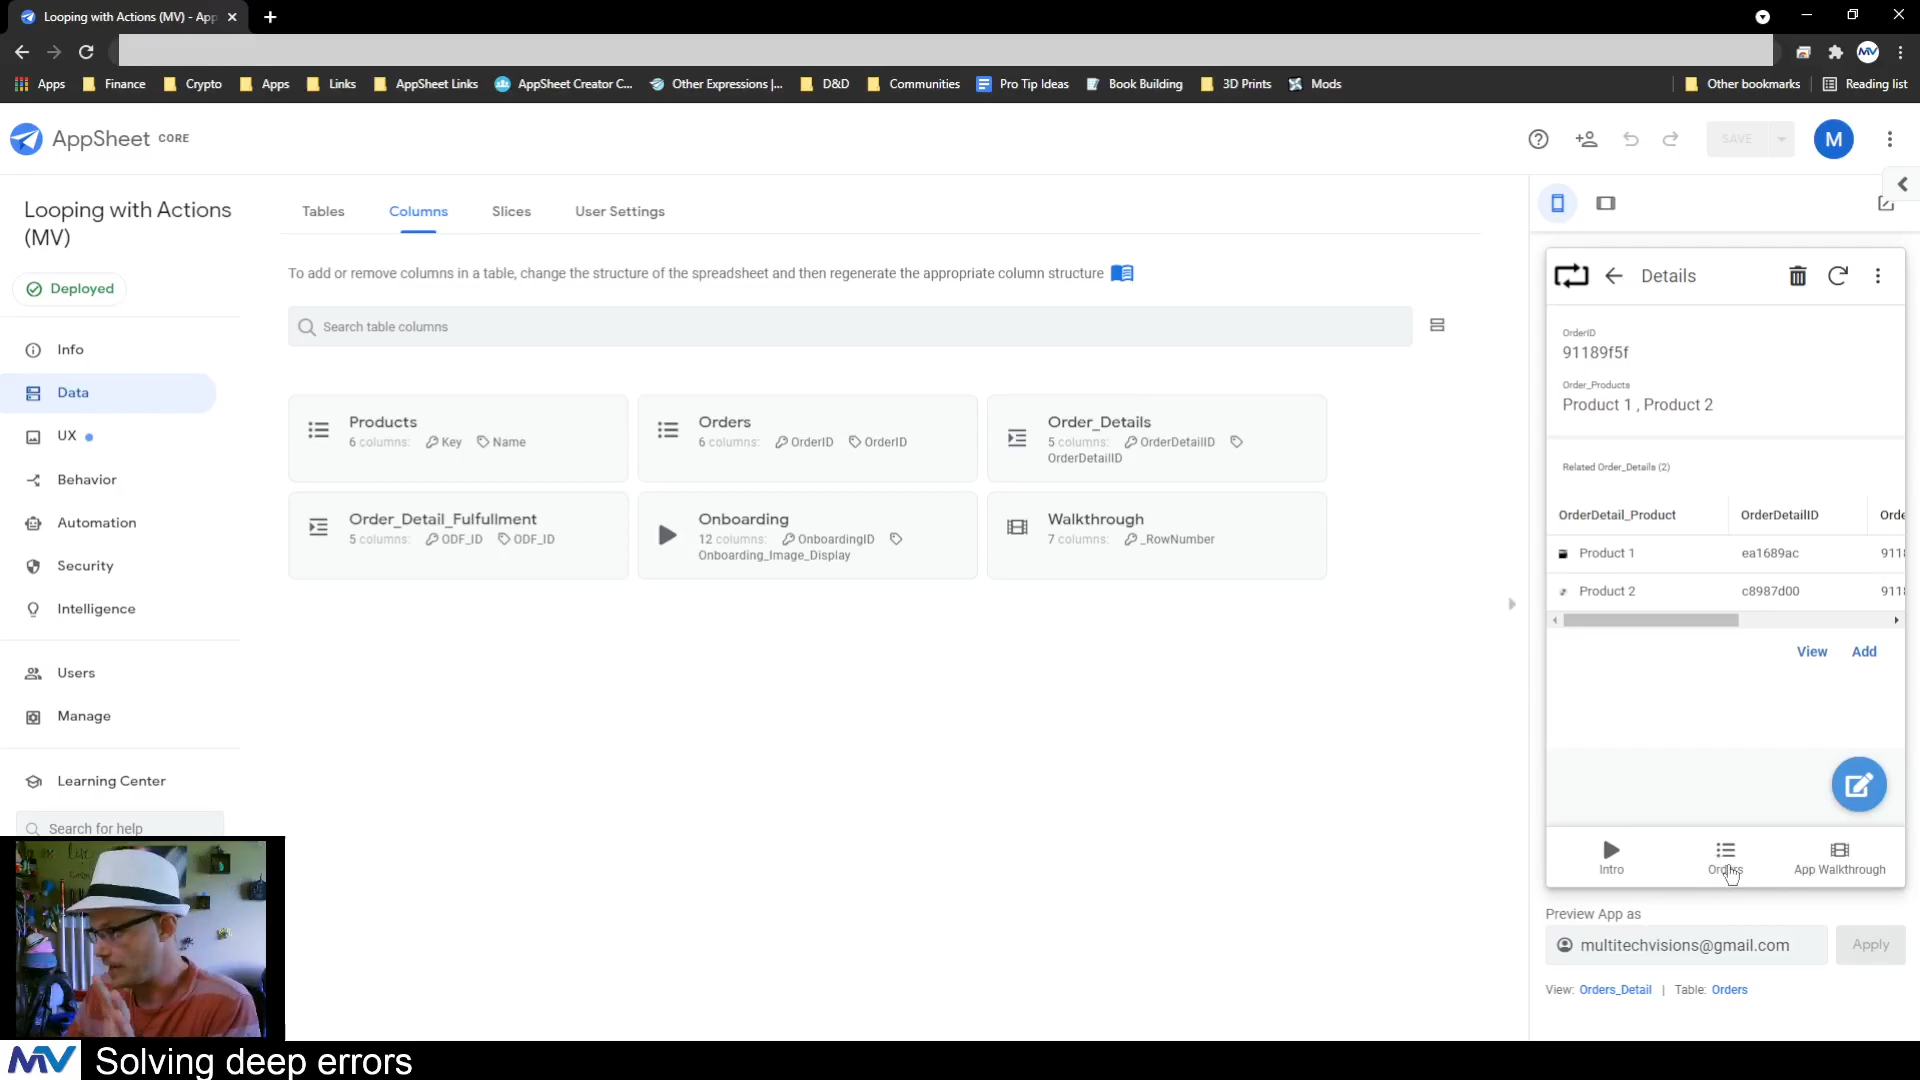 Looping with Actions (MV) - App
Apps
Finance
Crypto
Apps
Links
AppSheet Links
AppSheet Creator C...
Other Expressions |...
D&D
Communities
Pro Tip Ideas
Book Building
3D Prints
Mods
Other bookmarks
Reading list
AppSheet CORE
SAVE
M
Looping with Actions
(MV)
Deployed
Info
Data
UX
Behavior
Automation
Security
Intelligence
Users
Manage
Learning Center
Search for help
Tables
Columns
Slices
User Settings
To add or remove columns in a table, change the structure of the spreadsheet and then regenerate the appropriate column structure
Search table columns
Products
6 columns: Key Name
Orders
6 columns: OrderID OrderID
Order_Details
5 columns: OrderDetailID
OrderDetailID
Order_Detail_Fulfullment
5 columns: ODF_ID ODF_ID
Onboarding
12 columns: OnboardingID
Onboarding_Image_Display
Walkthrough
7 columns: _RowNumber
Details
OrderID
91189f5f
Order_Products
Product 1 , Product 2
Related Order_Details (2)
OrderDetail_Product OrderDetailID Orde
Product 1 ea1689ac 9118
Product 2 c8987d00 9118
View Add
Intro
Orders
App Walkthrough
Preview App as
multitechvisions@gmail.com
Apply
View: Orders_Detail | Table: Orders
MV Solving deep errors